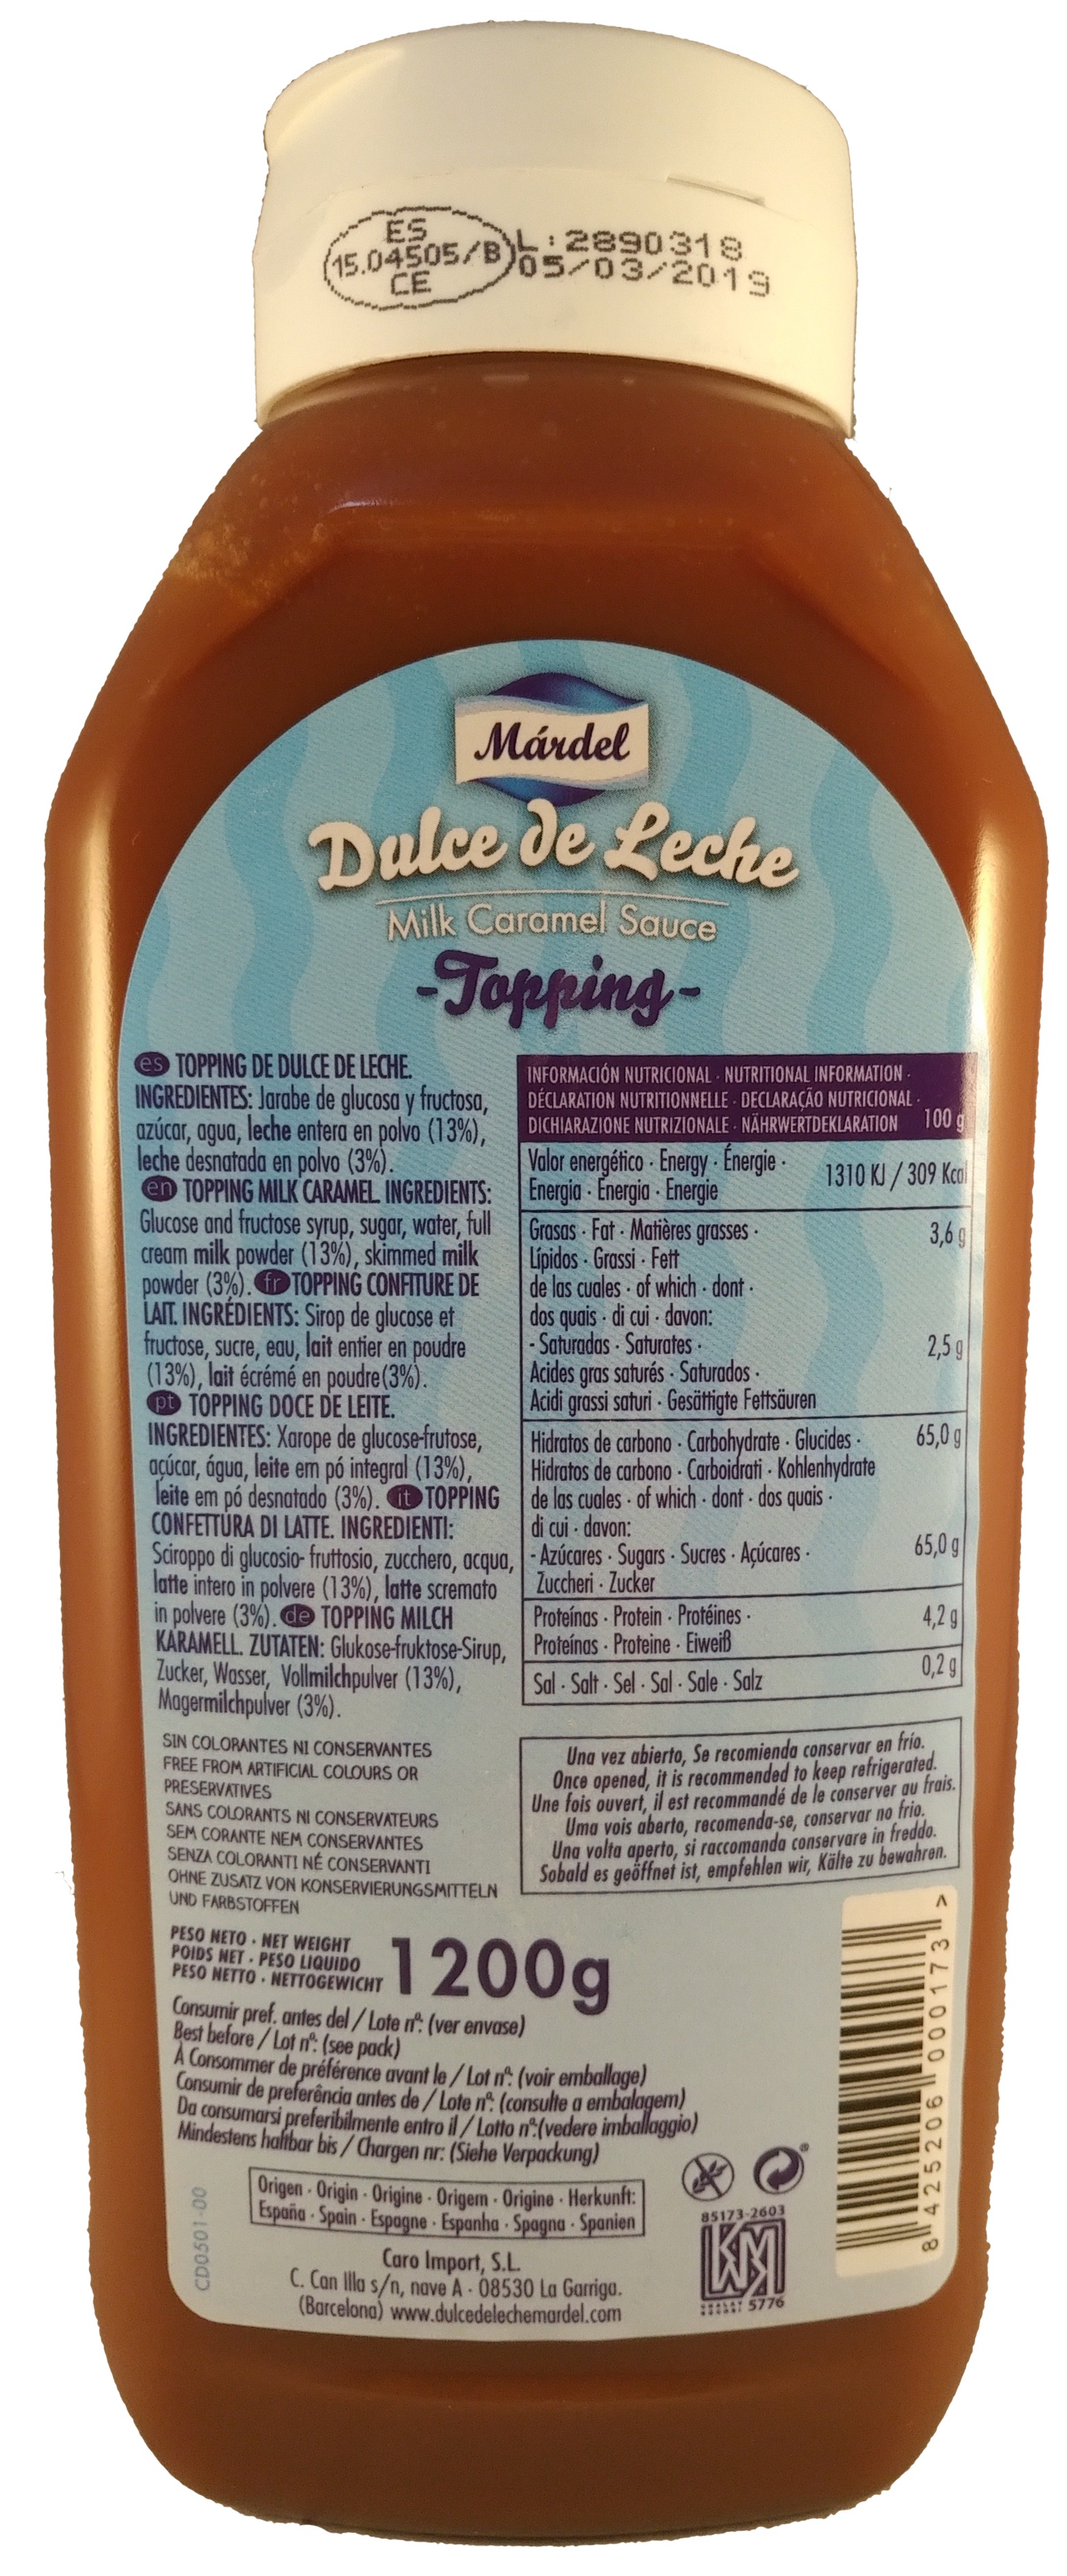 ES
15.04505/B
CE
L:2890318
05/03/2019
Márdel
Dulce de Leche
Milk Caramel Sauce
-Topping-
es TOPPING DE DULCE DE LECHE.
INGREDIENTES: Jarabe de glucosa y fructosa,
azúcar, agua, leche entera en polvo (13%),
leche desnatada en polvo (3%).
en TOPPING MILK CARAMEL. INGREDIENTS:
Glucose and fructose syrup, sugar, water, full
cream milk powder (13%), skimmed milk
powder (3%). fr TOPPING CONFITURE DE
LAIT. INGRÉDIENTS: Sirop de glucose et
fructose, sucre, eau, lait entier en poudre
(13%), lait écrémé en poudre(3%).
pt TOPPING DOCE DE LEITE.
INGREDIENTES: Xarope de glucose-frutose,
açúcar, água, leite em pó integral (13%),
leite em pó desnatado (3%). it TOPPING
CONFETTURA DI LATTE. INGREDIENTI:
Sciroppo di glucosio- fruttosio, zucchero, acqua,
latte intero in polvere (13%), latte scremato
in polvere (3%). de TOPPING MILCH
KARAMELL. ZUTATEN: Glukose-fruktose-Sirup,
Zucker, Wasser, Vollmilchpulver (13%),
Magermilchpulver (3%).
SIN COLORANTES NI CONSERVANTES
FREE FROM ARTIFICIAL COLOURS OR
PRESERVATIVES
SANS COLORANTS NI CONSERVATEURS
SEM CORANTE NEM CONSERVANTES
SENZA COLORANTI NÉ CONSERVANTI
OHNE ZUSATZ VON KONSERVIERUNGSMITTELN
UND FARBSTOFFEN
INFORMACIÓN NUTRICIONAL · NUTRITIONAL INFORMATION ·
DÉCLARATION NUTRITIONNELLE · DECLARAÇÃO NUTRICIONAL ·
DICHIARAZIONE NUTRIZIONALE · NÄHRWERTDEKLARATION 100 g
Valor energético · Energy · Énergie ·
Energia · Energia · Energie 1310 KJ / 309 Kcal
Grasas · Fat · Matières grasses · 3,6 g
Lípidos · Grassi · Fett
de las cuales · of which · dont ·
dos quais · di cui · davon:
- Saturadas · Saturates · 2,5 g
Acides gras saturés · Saturados ·
Acidi grassi saturi · Gesättigte Fettsäuren
Hidratos de carbono · Carbohydrate · Glucides · 65,0 g
Hidratos de carbono · Carboidrati · Kohlenhydrate
de las cuales · of which · dont · dos quais ·
di cui · davon:
- Azúcares · Sugars · Sucres · Açúcares · 65,0 g
Zuccheri · Zucker
Proteínas · Protein · Protéines · 4,2 g
Proteínas · Proteine · Eiweiß
Sal · Salt · Sel · Sal · Sale · Salz 0,2 g
Una vez abierto, Se recomienda conservar en frío.
Once opened, it is recommended to keep refrigerated.
Une fois ouvert, il est recommandé de le conserver au frais.
Uma vois aberto, recomenda-se, conservar no frio.
Una volta aperto, si raccomanda conservare in freddo.
Sobald es geöffnet ist, empfehlen wir, Kälte zu bewahren.
PESO NETO · NET WEIGHT
POIDS NET · PESO LIQUIDO
PESO NETTO · NETTOGEWICHT
1200g
Consumir pref. antes del / Lote nº: (ver envase)
Best before / Lot nº: (see pack)
À Consommer de préférence avant le / Lot nº: (voir emballage)
Consumir de preferência antes de / Lote nº: (consulte a embalagem)
Da consumarsi preferibilmente entro il / Lotto nº:(vedere imballaggio)
Mindestens haltbar bis / Chargen nr: (Siehe Verpackung)
Origen · Origin · Origine · Origem · Origine · Herkunft:
España · Spain · Espagne · Espanha · Spagna · Spanien
Caro Import, S.L.
C. Can Illa s/n, nave A - 08530 La Garriga.
(Barcelona) www.dulcedelechemardel.com
CD0501-00
85173-2603
KM
5776
8 425206 000173 >